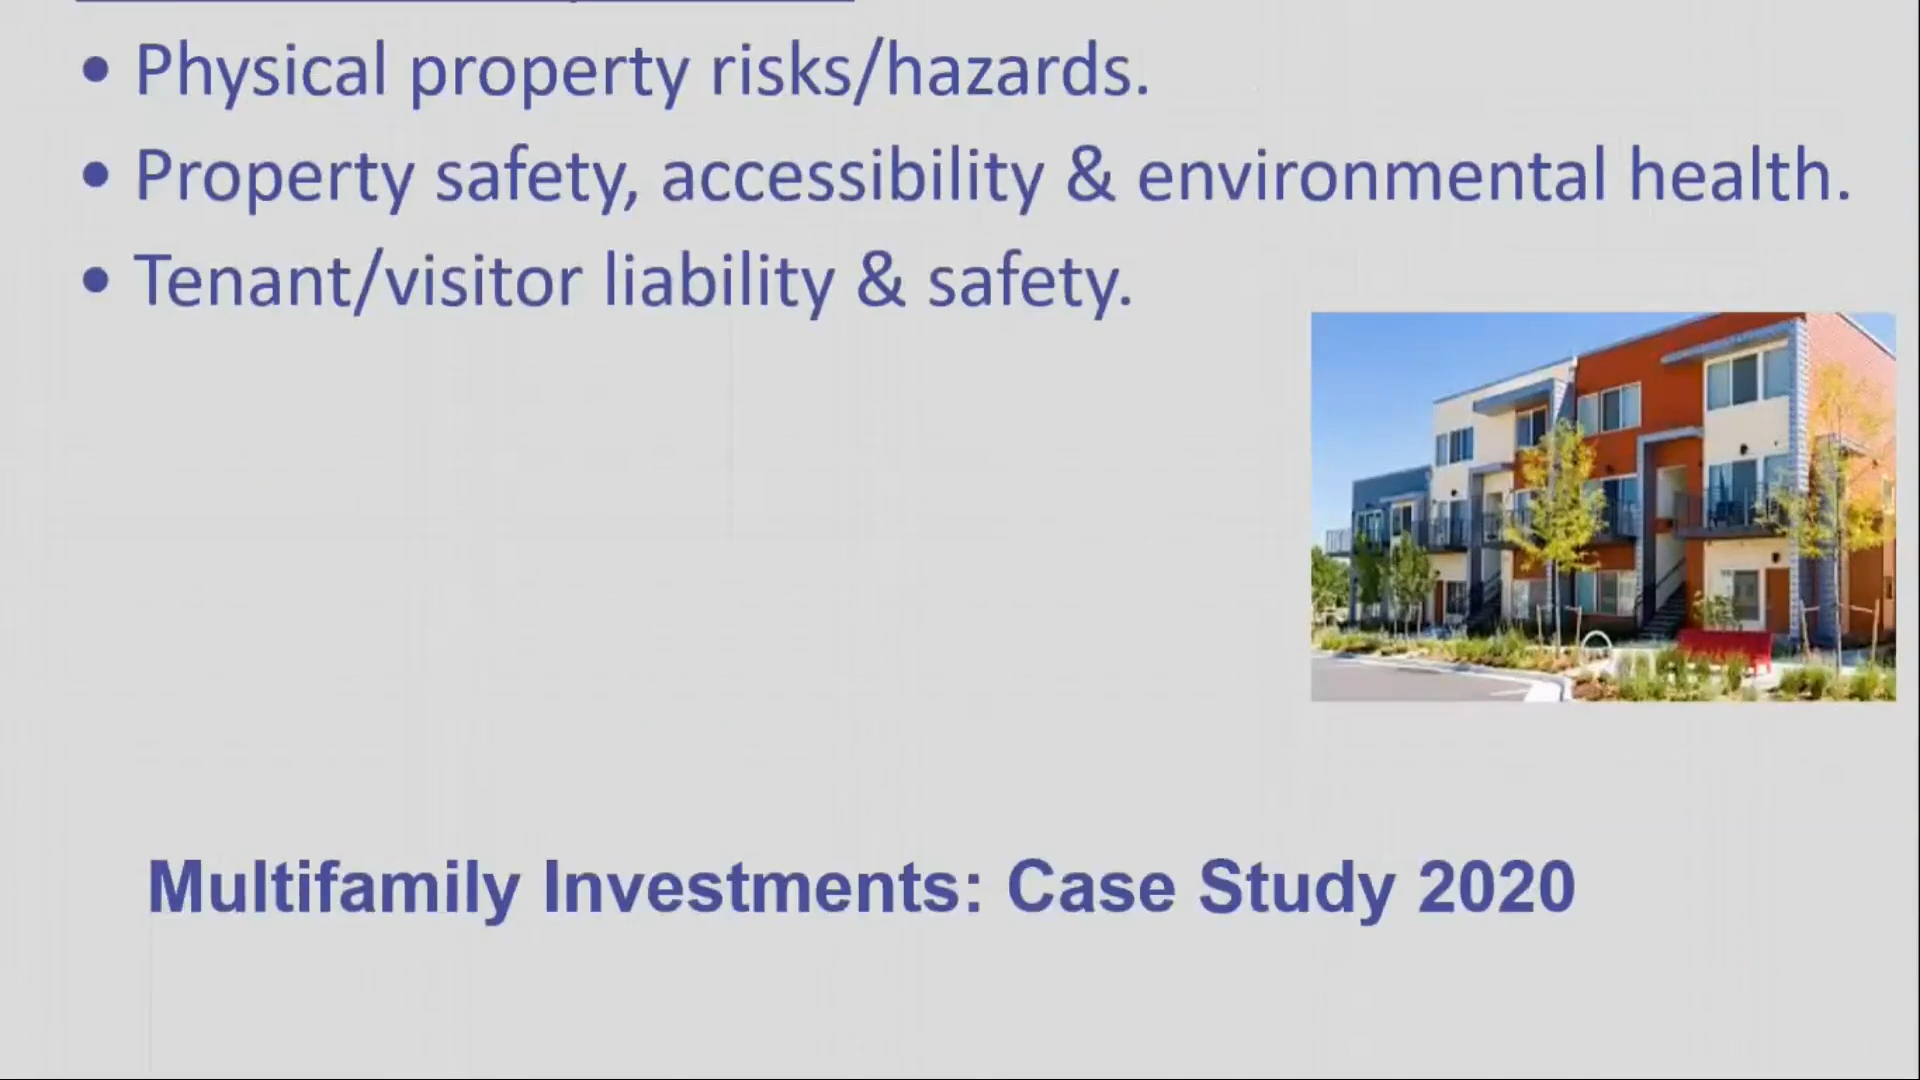 • Physical property risks/hazards.
• Property safety, accessibility & environmental health.
• Tenant/visitor liability & safety.
Multifamily Investments: Case Study 2020